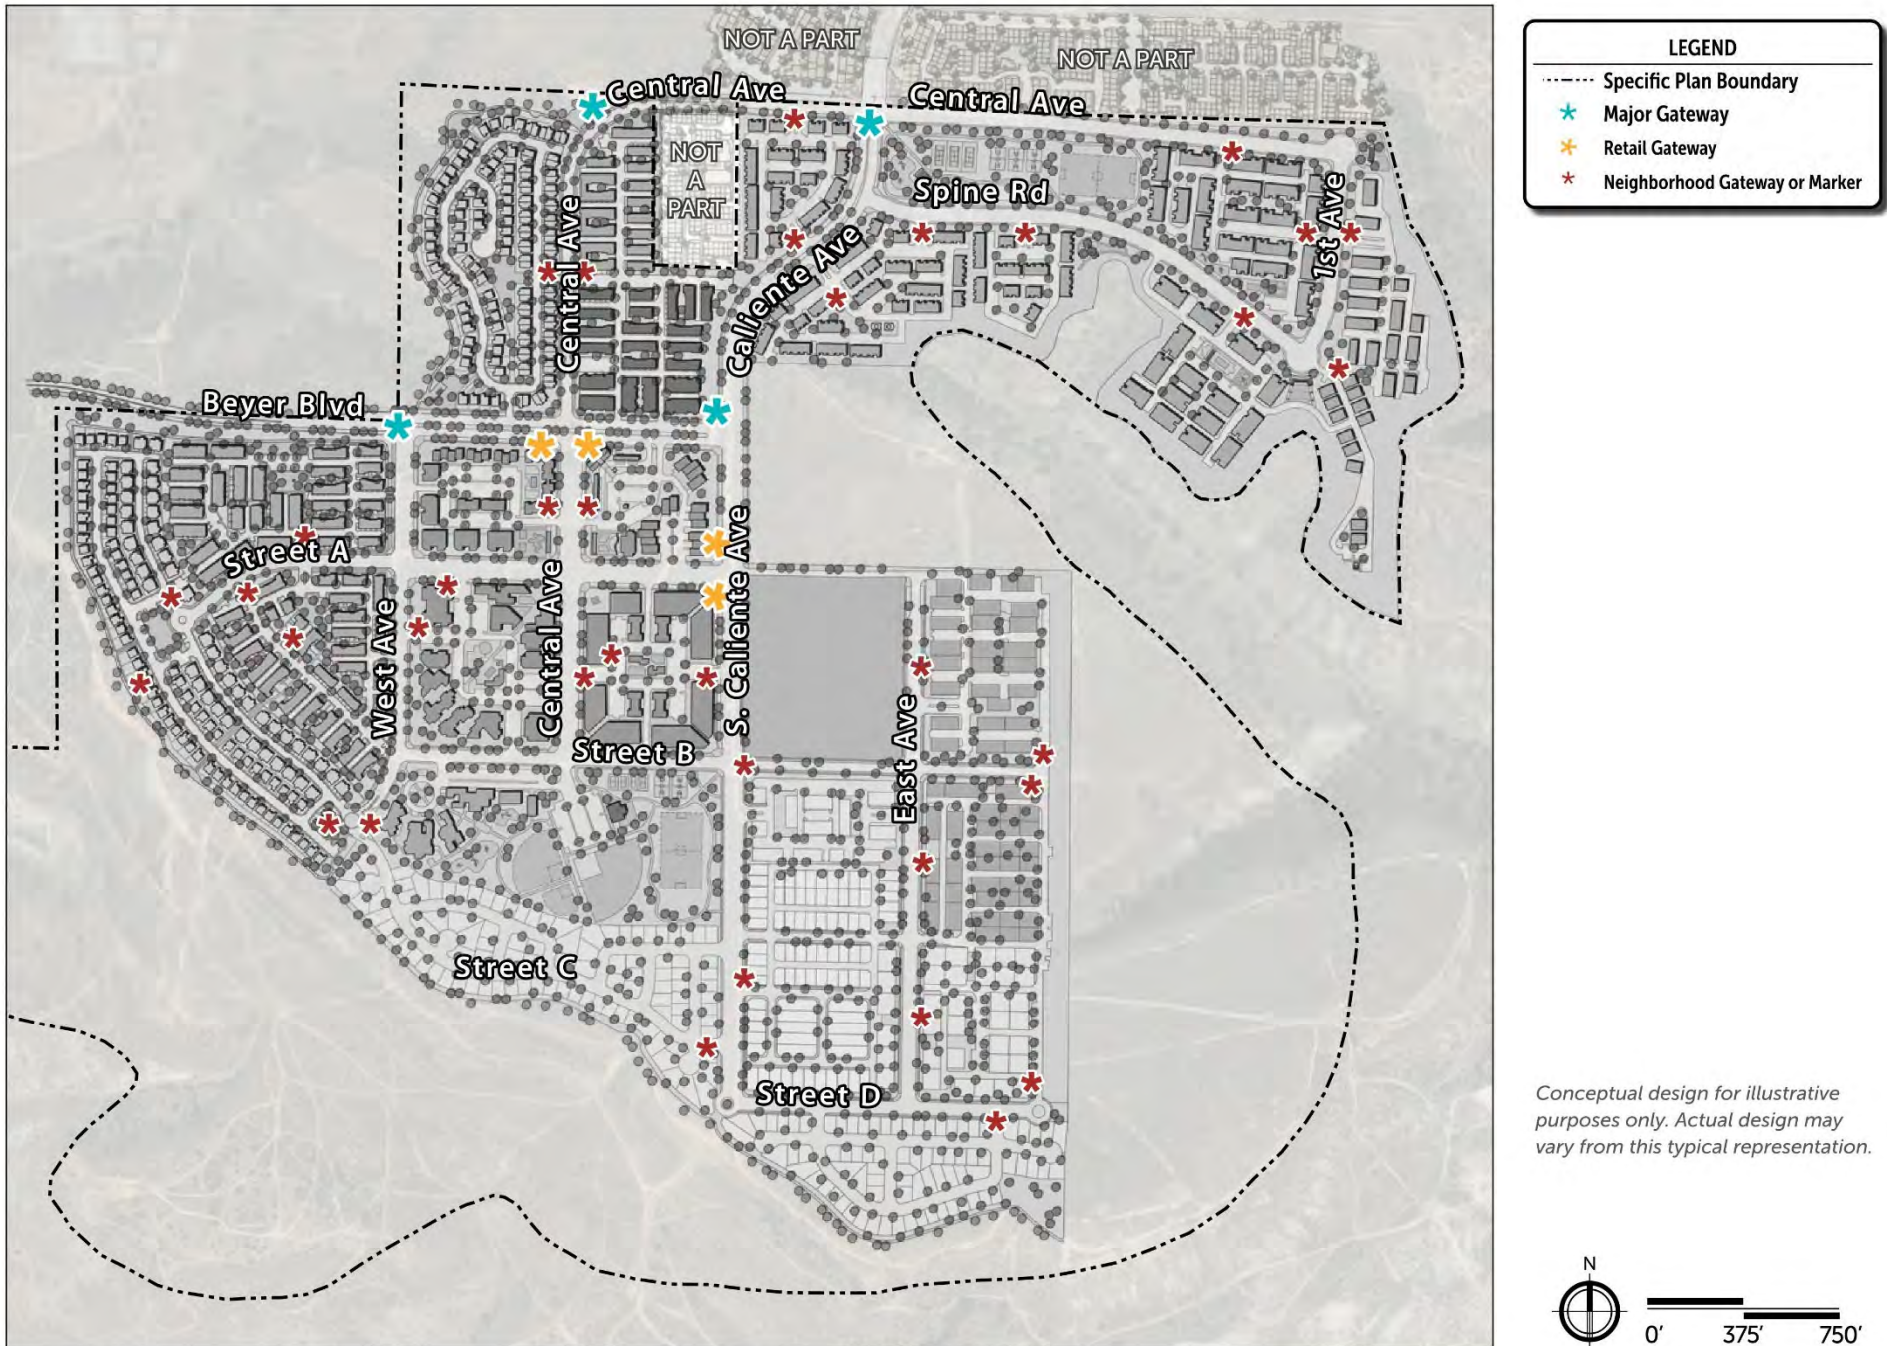 NOT A PART
NOT A PART
Central Ave
Central Ave
NOT
A
PART
Spine Rd
Central Ave
Caliente Ave
1st Ave
Beyer Blvd
Street A
West Ave
Central Ave
S. Caliente Ave
Street B
East Ave
Street C
Street D
LEGEND
Specific Plan Boundary
Major Gateway
Retail Gateway
Neighborhood Gateway or Marker
Conceptual design for illustrative
purposes only. Actual design may
vary from this typical representation.
N
0' 375' 750'